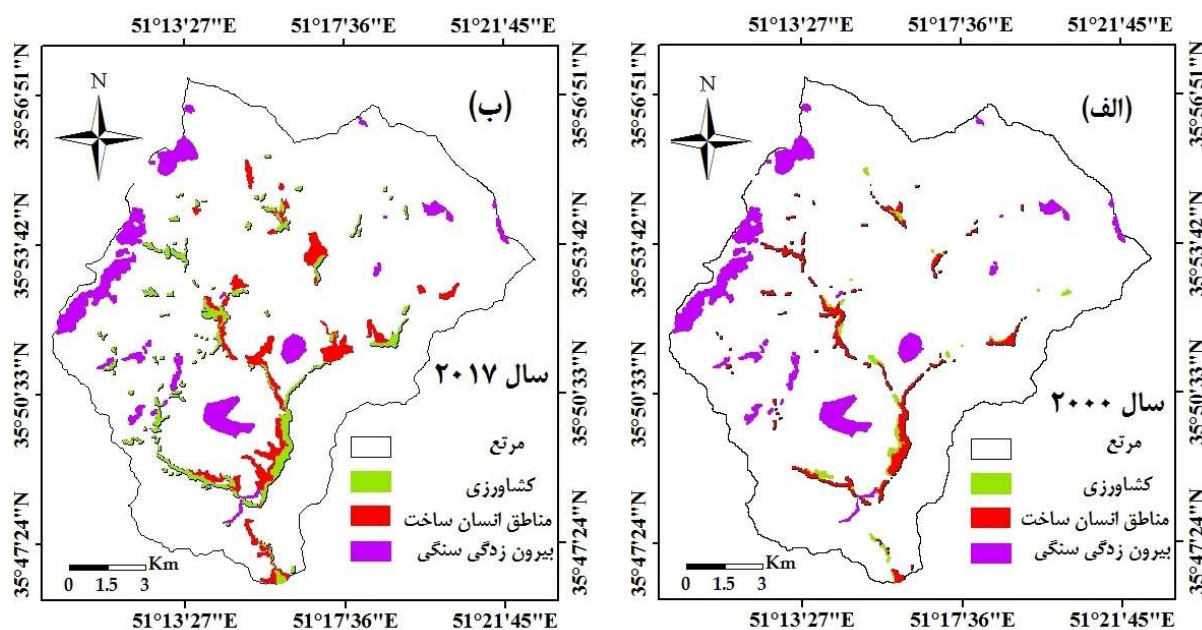 51°13'27"E 51°17'36"E 51°21'45"E
35°56'51"N
35°53'42"N
35°50'33"N
35°47'24"N
N
(الف)
سال ۲۰۰۰
مرتع
کشاورزی
مناطق انسان ساخت
بیرون زدگی سنگی
Km
0 1.5 3
35°56'51"N
35°53'42"N
35°50'33"N
35°47'24"N
51°13'27"E 51°17'36"E 51°21'45"E
51°13'27"E 51°17'36"E 51°21'45"E
35°56'51"N
35°53'42"N
35°50'33"N
35°47'24"N
N
(ب)
سال ۲۰۱۷
مرتع
کشاورزی
مناطق انسان ساخت
بیرون زدگی سنگی
Km
0 1.5 3
35°56'51"N
35°53'42"N
35°50'33"N
35°47'24"N
51°13'27"E 51°17'36"E 51°21'45"E